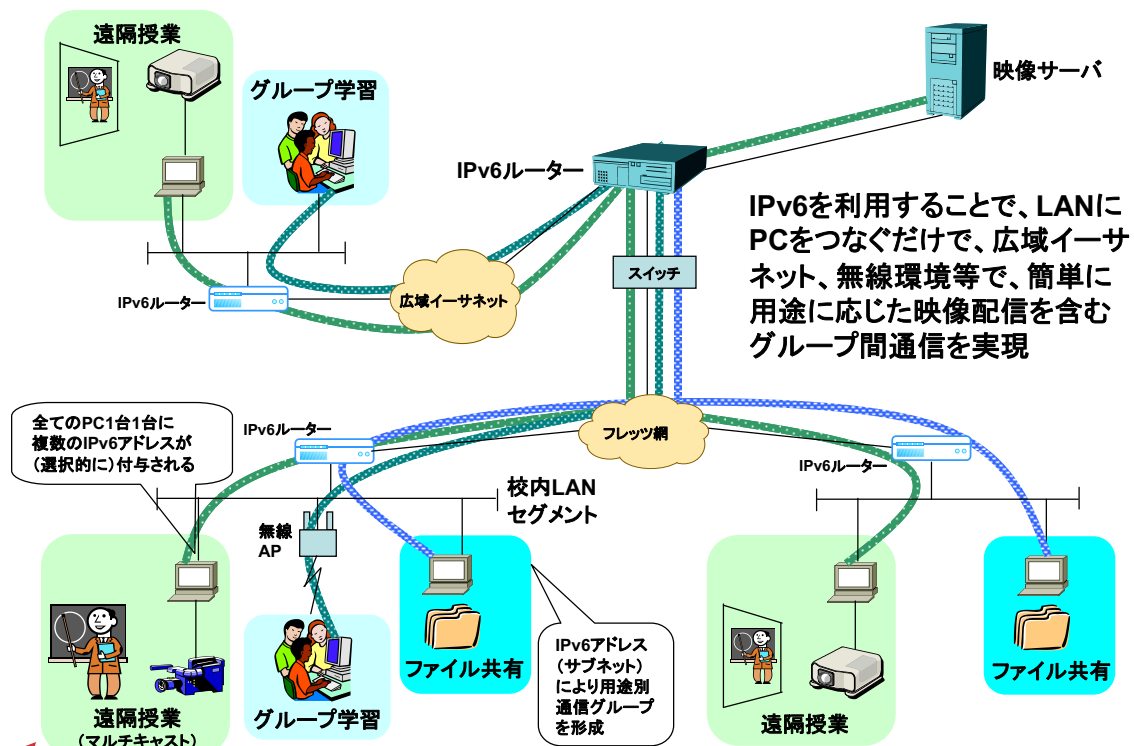 遠隔授業
グループ学習
映像サーバ
IPv6ルーター
IPv6を利用することで、LANに
PCをつなぐだけで、広域イーサ
ネット、無線環境等で、簡単に
用途に応じた映像配信を含む
グループ間通信を実現
スイッチ
IPv6ルーター
広域イーサネット
全てのPC1台1台に
複数のIPv6アドレスが
(選択的に)付与される
IPv6ルーター
フレッツ網
IPv6ルーター
校内LAN
セグメント
無線
AP
ファイル共有
IPv6アドレス
(サブネット)
により用途別
通信グループ
を形成
ファイル共有
遠隔授業
(マルチキャスト)
グループ学習
遠隔授業